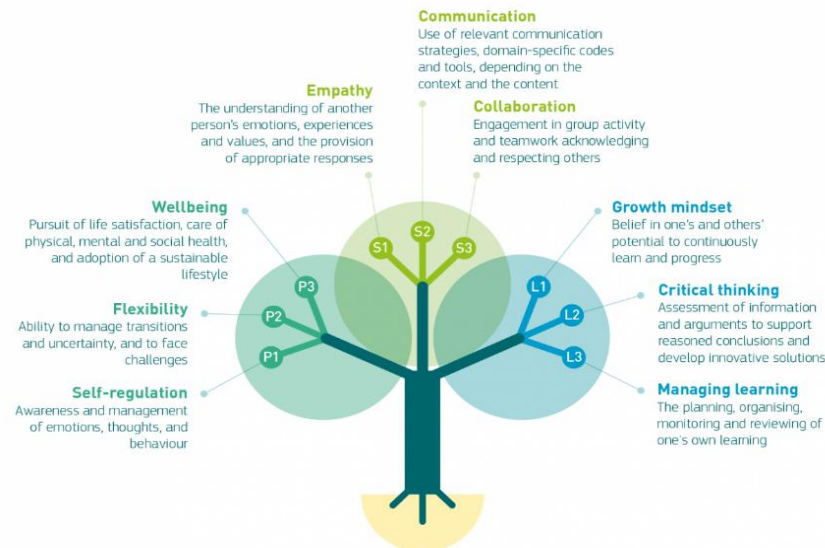 Communication
Use of relevant communication
strategies, domain-specific codes
and tools, depending on the
context and the content
Empathy
The understanding of another
person's emotions, experiences
and values, and the provision
of appropriate responses
Collaboration
Engagement in group activity
and teamwork acknowledging
and respecting others
Wellbeing
Pursuit of life satisfaction, care of
physical, mental and social health,
and adoption of a sustainable
lifestyle
Flexibility
Ability to manage transitions
and uncertainty, and to face
challenges
Self-regulation
Awareness and management
of emotions, thoughts, and
behaviour
P3
P2
P1
S1
S2
S3
L1
L2
L3
Growth mindset
Belief in one's and others'
potential to continuously
learn and progress
Critical thinking
Assessment of information
and arguments to support
reasoned conclusions and
develop innovative solutions
Managing learning
The planning, organising,
monitoring and reviewing of
one's own learning